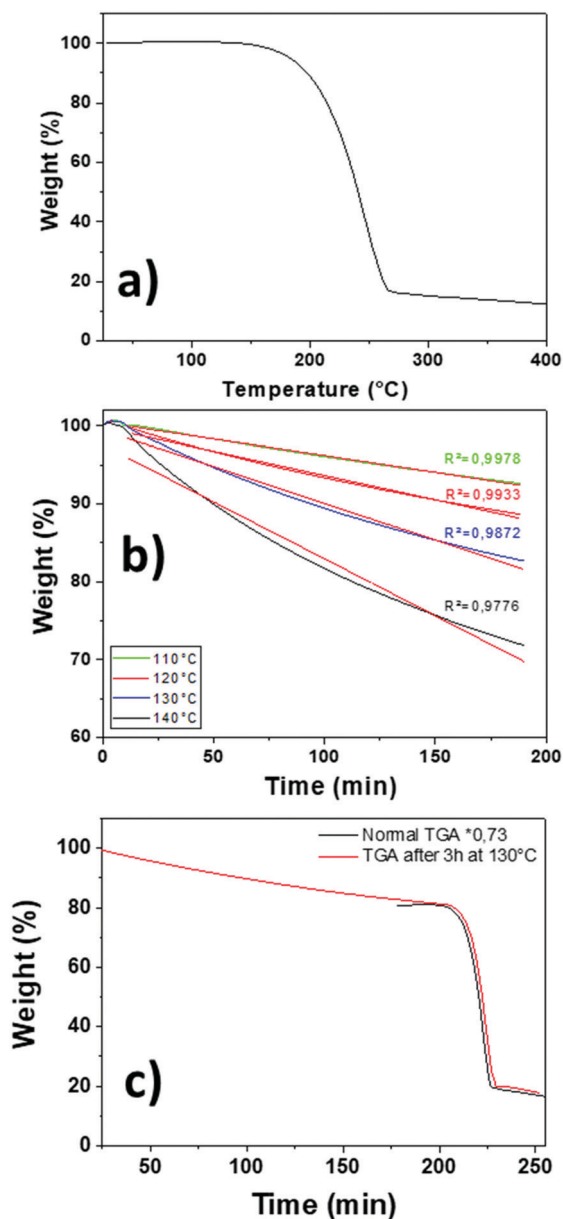 100
80
60
40
20
0
Weight (%)
a)
100
200
300
400
Temperature (°C)
100
90
80
70
60
Weight (%)
R²=0,9978
R²=0,9933
R²=0,9872
R²=0,9776
b)
110°C
120°C
130°C
140°C
0
50
100
150
200
Time (min)
Normal TGA *0,73
TGA after 3h at 130°C
100
80
60
40
20
0
Weight (%)
c)
50
100
150
200
250
Time (min)